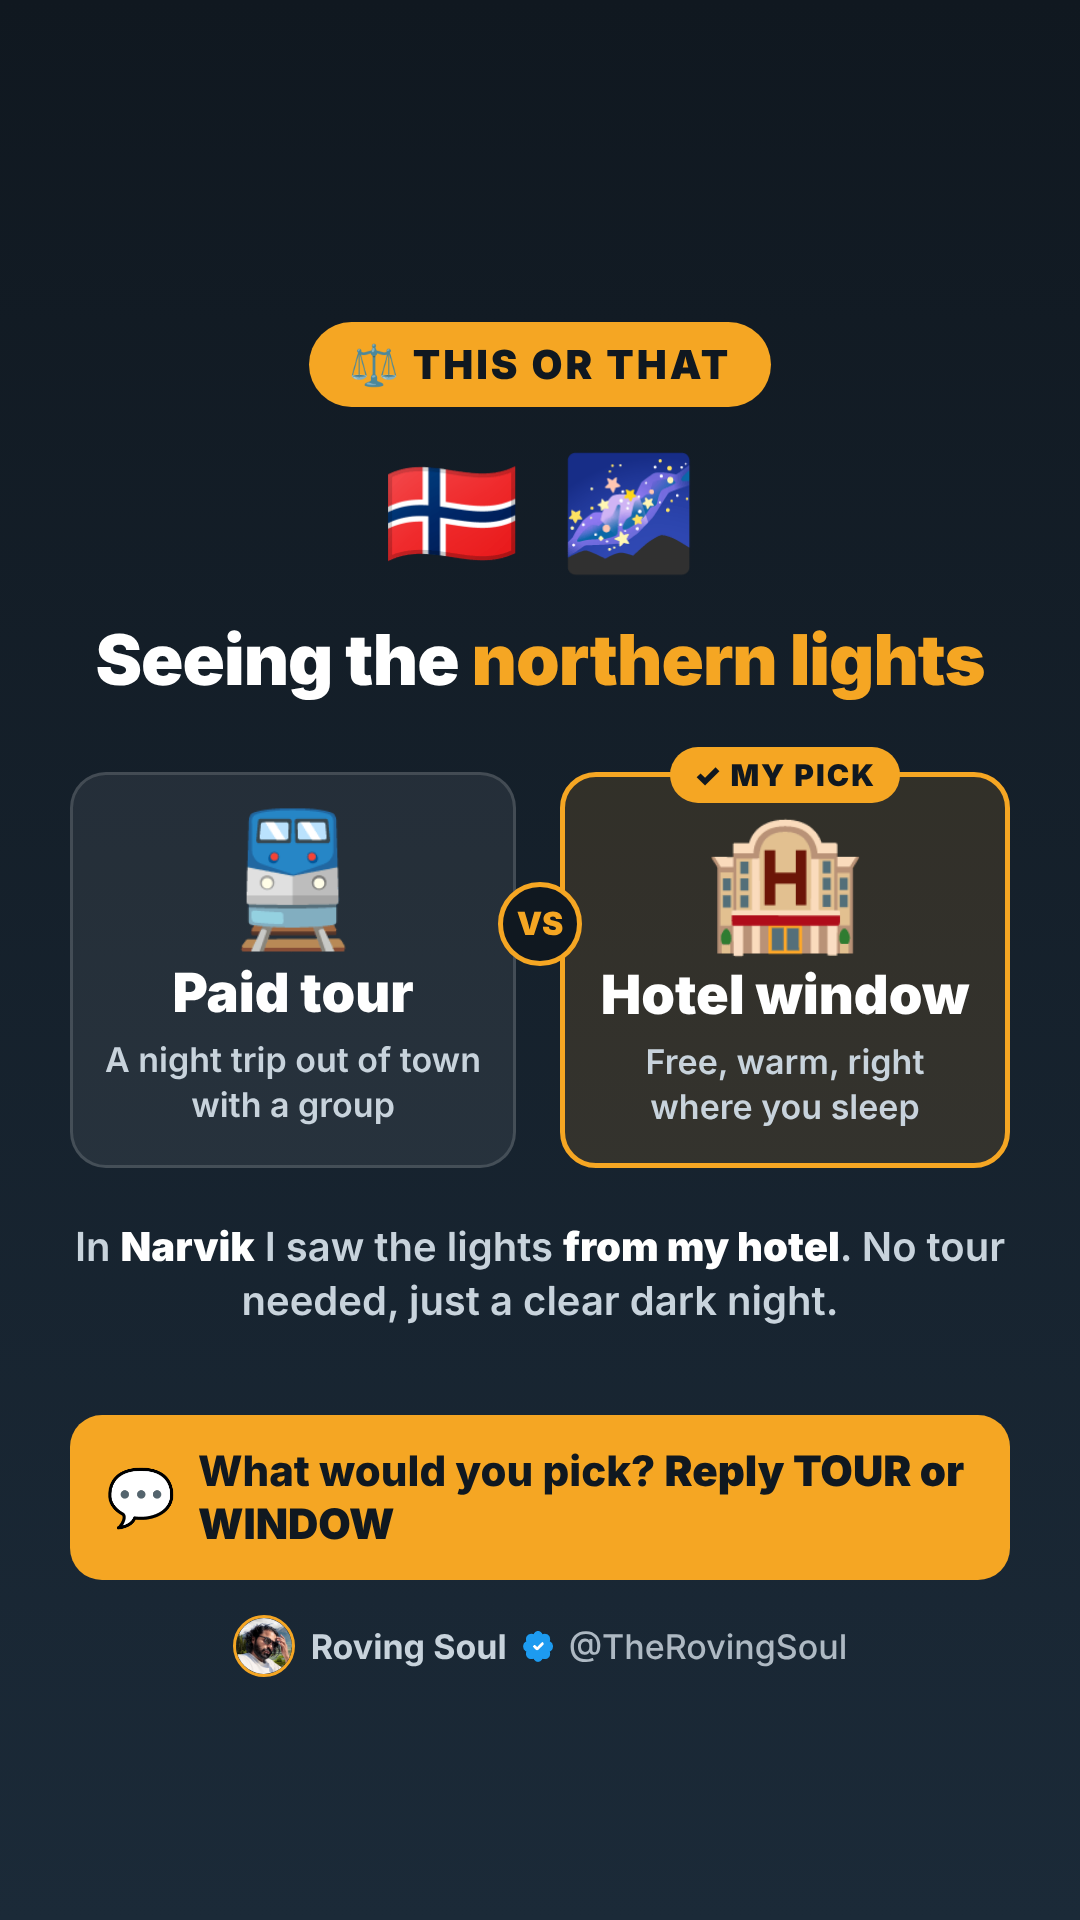 THIS OR THAT
Seeing the northern lights
MY PICK
H
VS
Paid tour
A night trip out of town
with a group
Hotel window
Free, warm, right
where you sleep
In Narvik I saw the lights from my hotel. No tour
needed, just a clear dark night.
What would you pick? Reply TOUR or
WINDOW
Roving Soul @TheRovingSoul